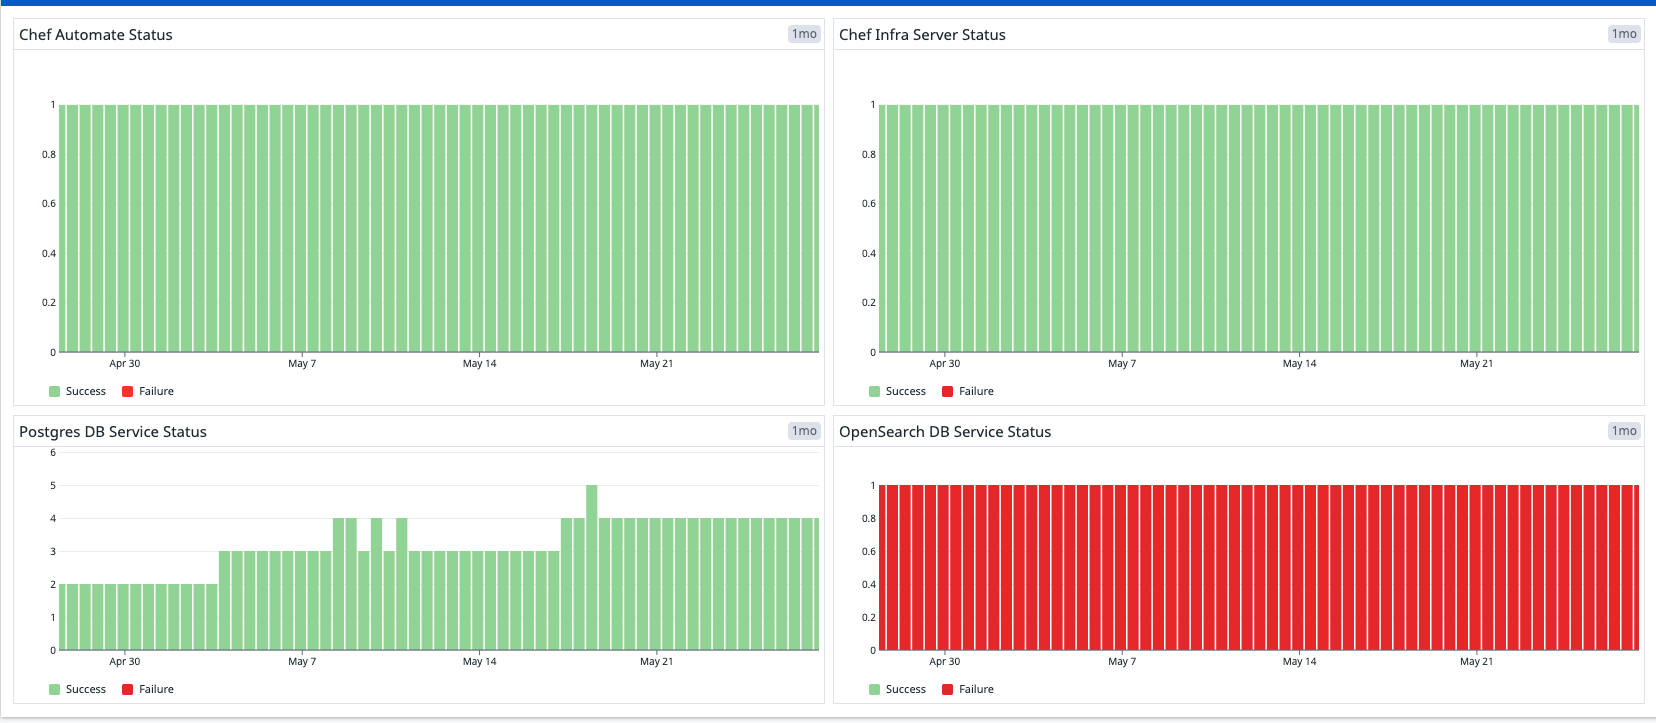 Chef Automate Status 1mo
1
0.8
0.6
0.4
0.2
0
Apr 30 May 7 May 14 May 21
Success Failure
Chef Infra Server Status 1mo
1
0.8
0.6
0.4
0.2
0
Apr 30 May 7 May 14 May 21
Success Failure
Postgres DB Service Status 1mo
6
5
4
3
2
1
0
Apr 30 May 7 May 14 May 21
Success Failure
OpenSearch DB Service Status 1mo
1
0.8
0.6
0.4
0.2
0
Apr 30 May 7 May 14 May 21
Success Failure